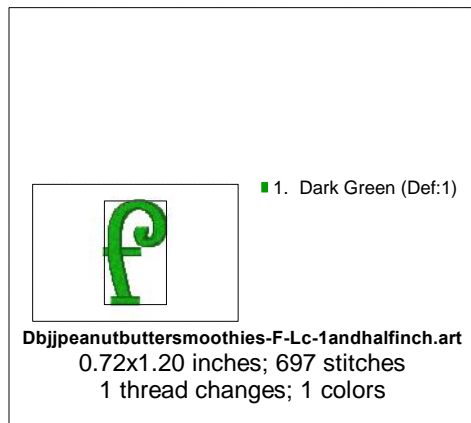 1. Dark Green (Def:1)
f
Dbjjpeanutbuttersmoothies-F-Lc-1andhalfinch.art
0.72x1.20 inches; 697 stitches
1 thread changes; 1 colors